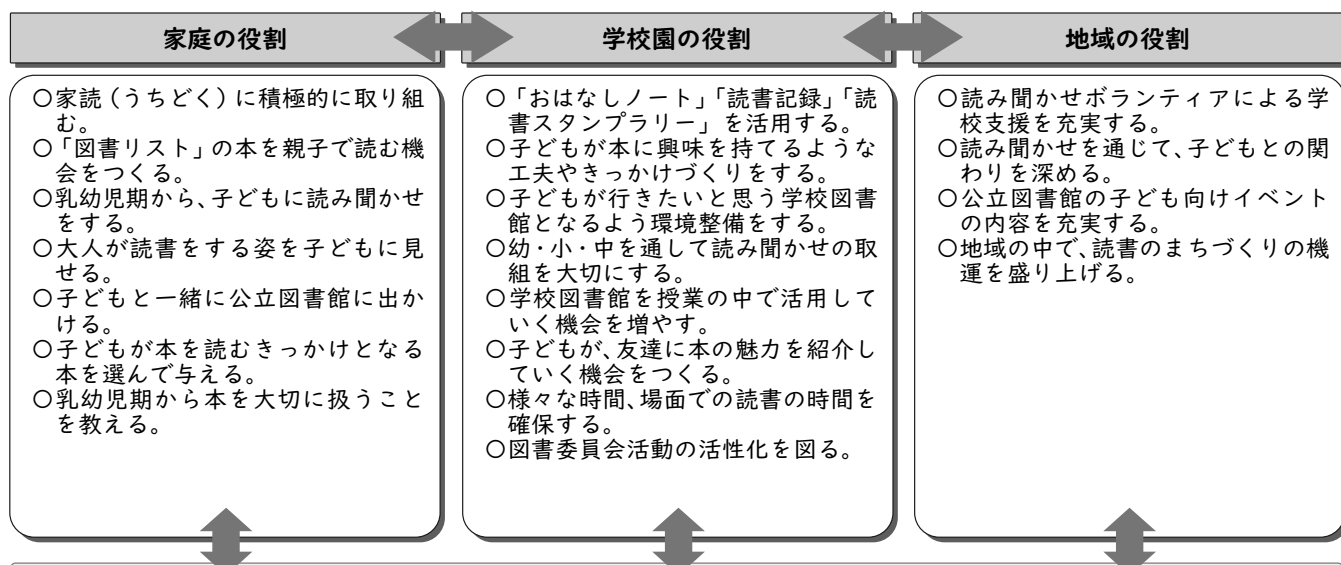 家庭の役割
学校園の役割
地域の役割
○家読（うちどく）に積極的に取り組
む。
○「図書リスト」の本を親子で読む機
会をつくる。
○乳幼児期から、子どもに読み聞かせ
をする。
○大人が読書をする姿を子どもに見
せる。
○子どもと一緒に公立図書館に出か
ける。
○子どもが本を読むきっかけとなる
本を選んで与える。
○乳幼児期から本を大切に扱うこと
を教える。
○「おはなしノート」「読書記録」「読
書スタンプラリー」を活用する。
○子どもが本に興味を持てるような
工夫やきっかけづくりをする。
○子どもが行きたいと思う学校図書
館となるよう環境整備をする。
○幼・小・中を通して読み聞かせの取
組を大切にする。
○学校図書館を授業の中で活用して
いく機会を増やす。
○子どもが、友達に本の魅力を紹介し
ていく機会をつくる。
○様々な時間、場面での読書の時間を
確保する。
○図書委員会活動の活性化を図る。
○読み聞かせボランティアによる学
校支援を充実する。
○読み聞かせを通じて、子どもとの関
わりを深める。
○公立図書館の子ども向けイベント
の内容を充実する。
○地域の中で、読書のまちづくりの機
運を盛り上げる。